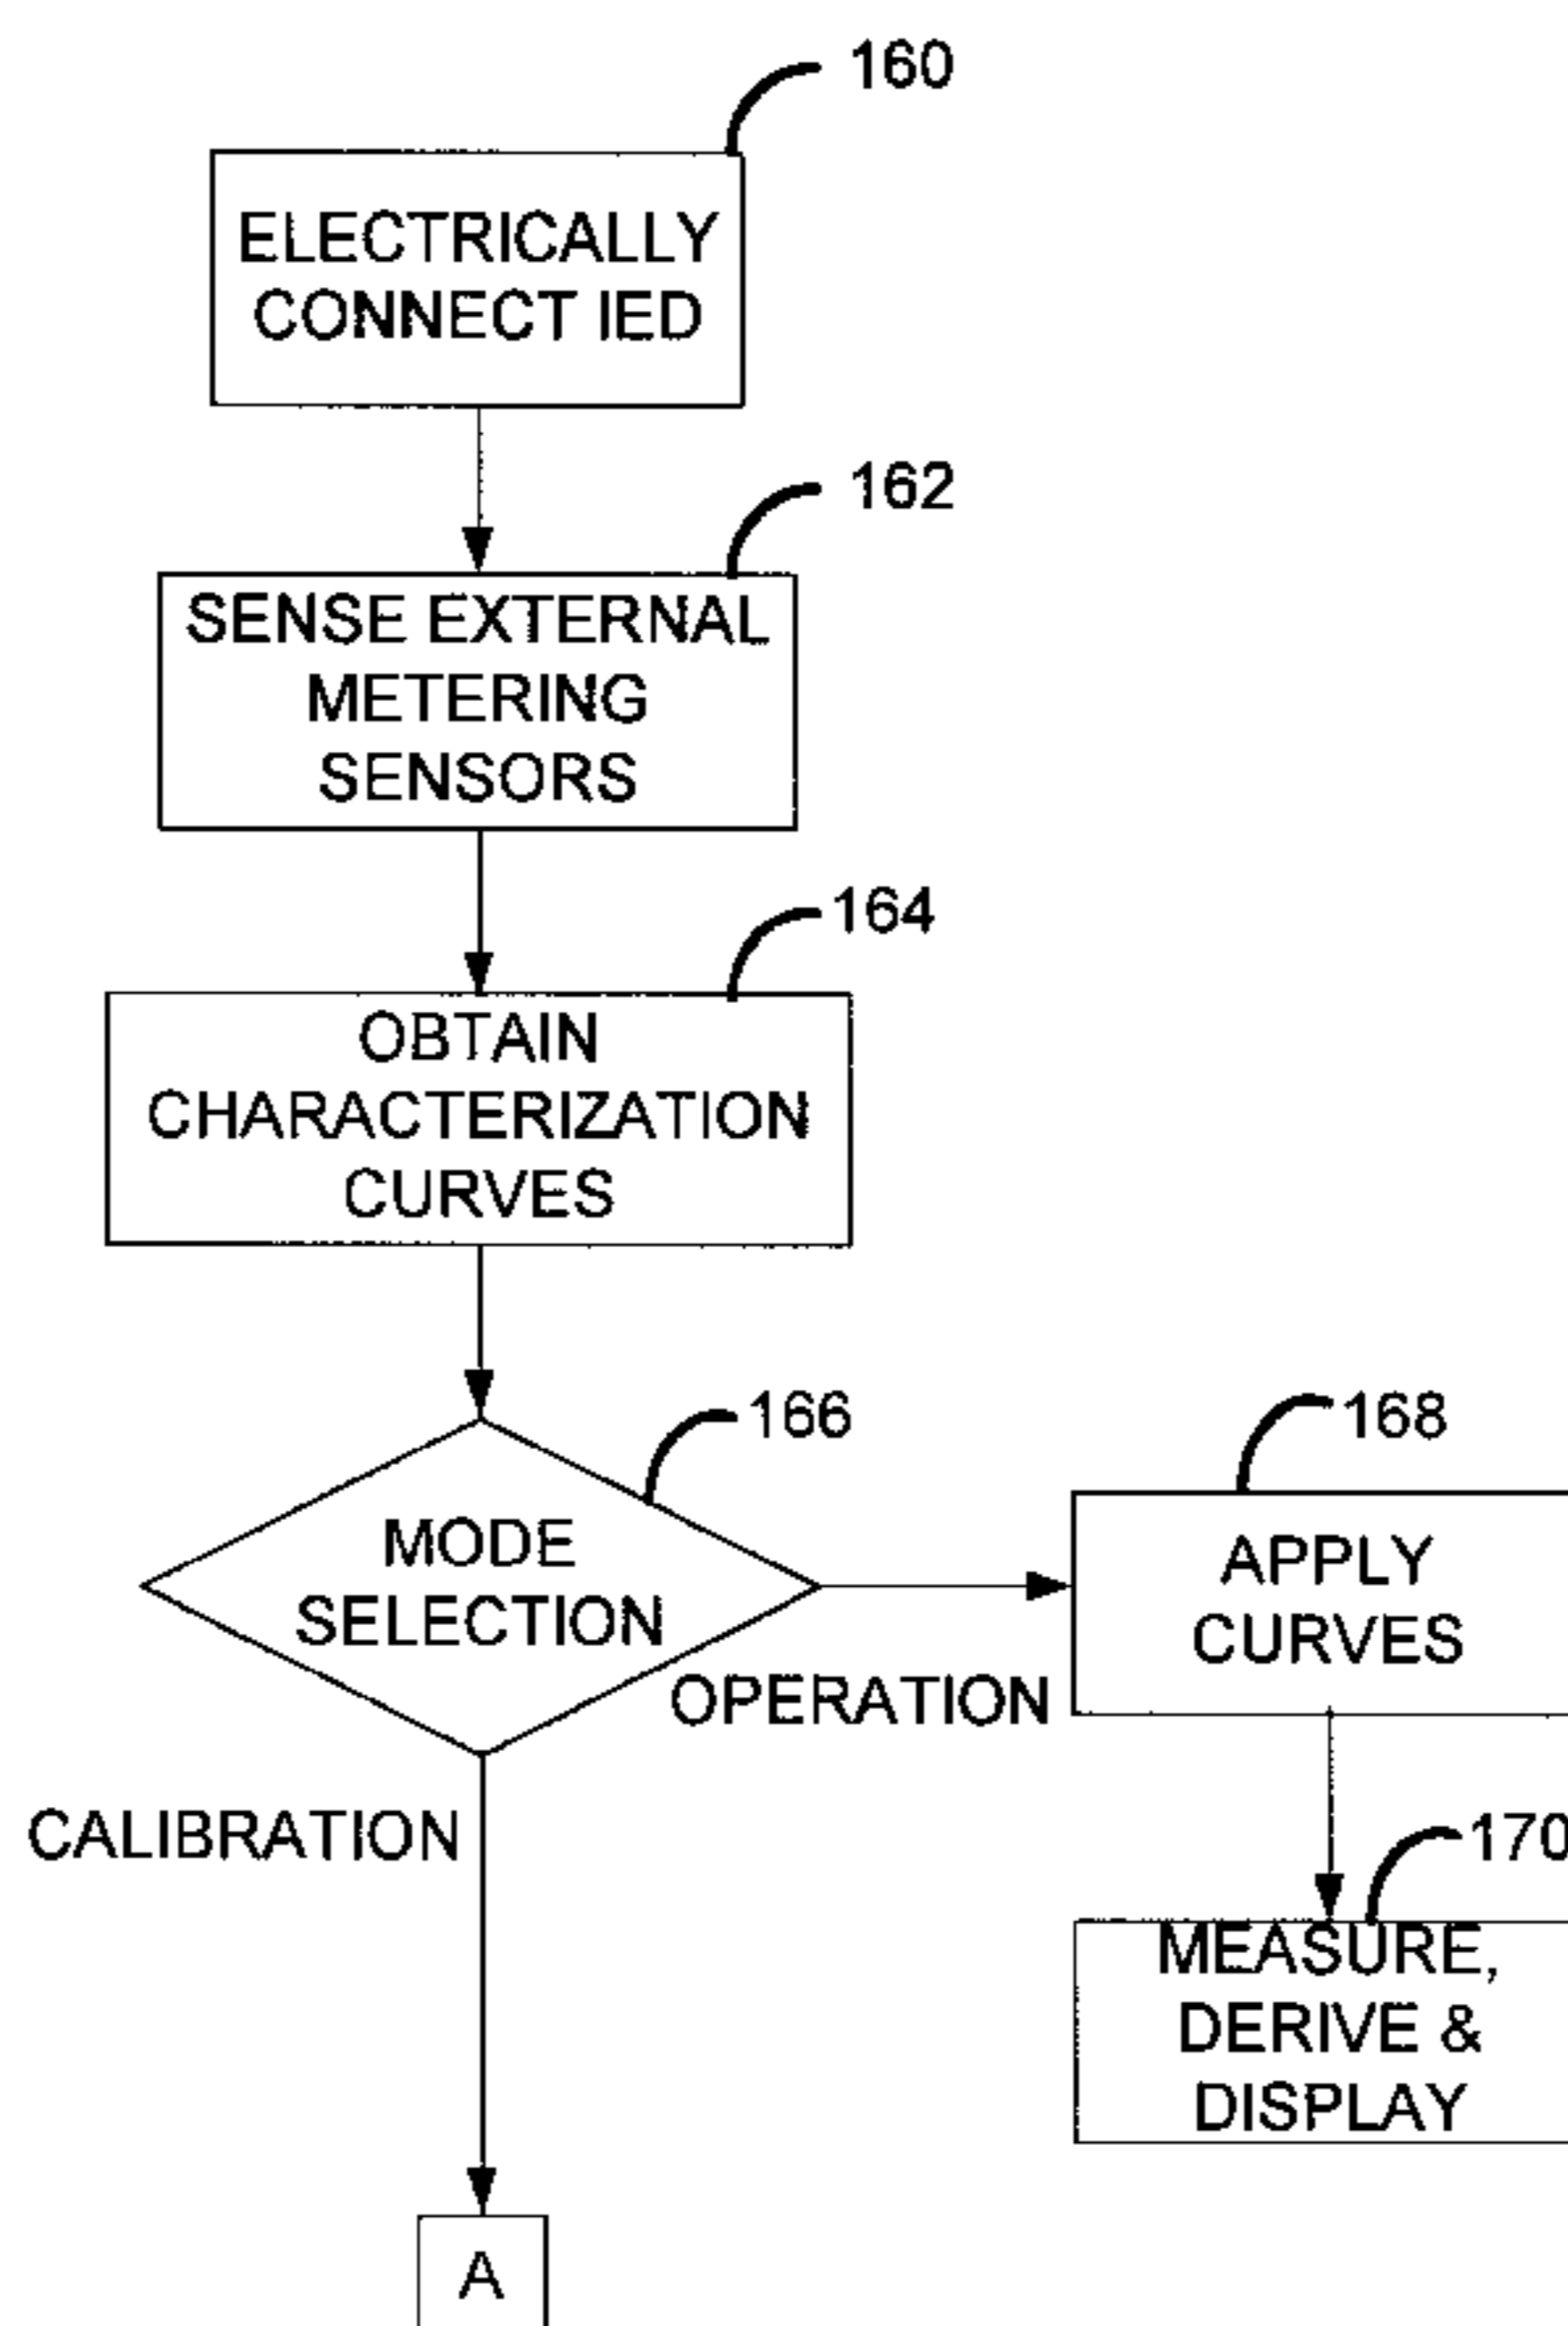 160
ELECTRICALLY
CONNECT IED
162
SENSE EXTERNAL
METERING
SENSORS
164
OBTAIN
CHARACTERIZATION
CURVES
166
MODE
SELECTION
168
APPLY
CURVES
OPERATION
CALIBRATION
170
MEASURE,
DERIVE &
DISPLAY
A